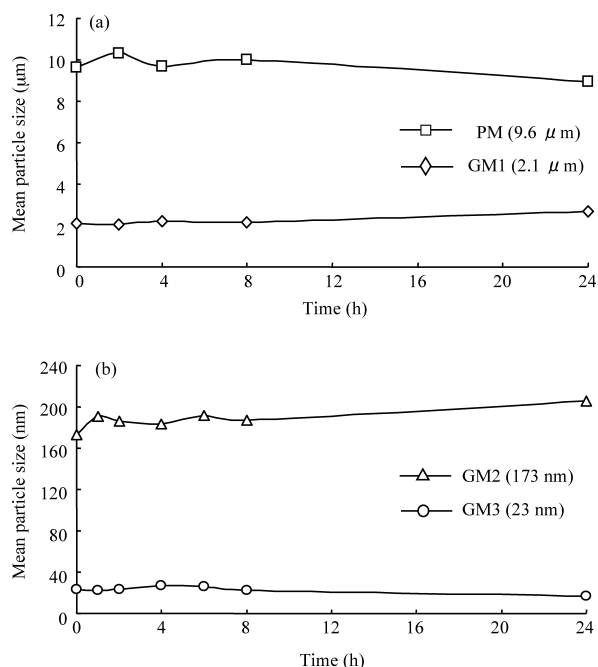 (a)
12
10
8
6
4
2
0
Mean particle size (μm)
PM (9.6 μm)
GM1 (2.1 μm)
0 4 8 12 16 20 24
Time (h)
(b)
240
200
160
120
80
40
0
Mean particle size (nm)
GM2 (173 nm)
GM3 (23 nm)
0 4 8 12 16 20 24
Time (h)